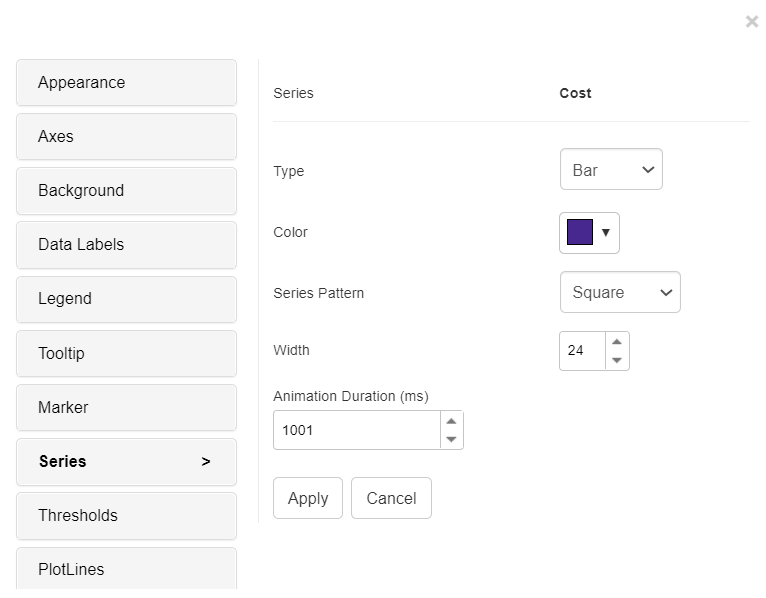 ×
Appearance
Axes
Background
Data Labels
Legend
Tooltip
Marker
Series >
Thresholds
PlotLines
Series Cost
Type Bar
Color
Series Pattern Square
Width 24
Animation Duration (ms)
1001
Apply Cancel